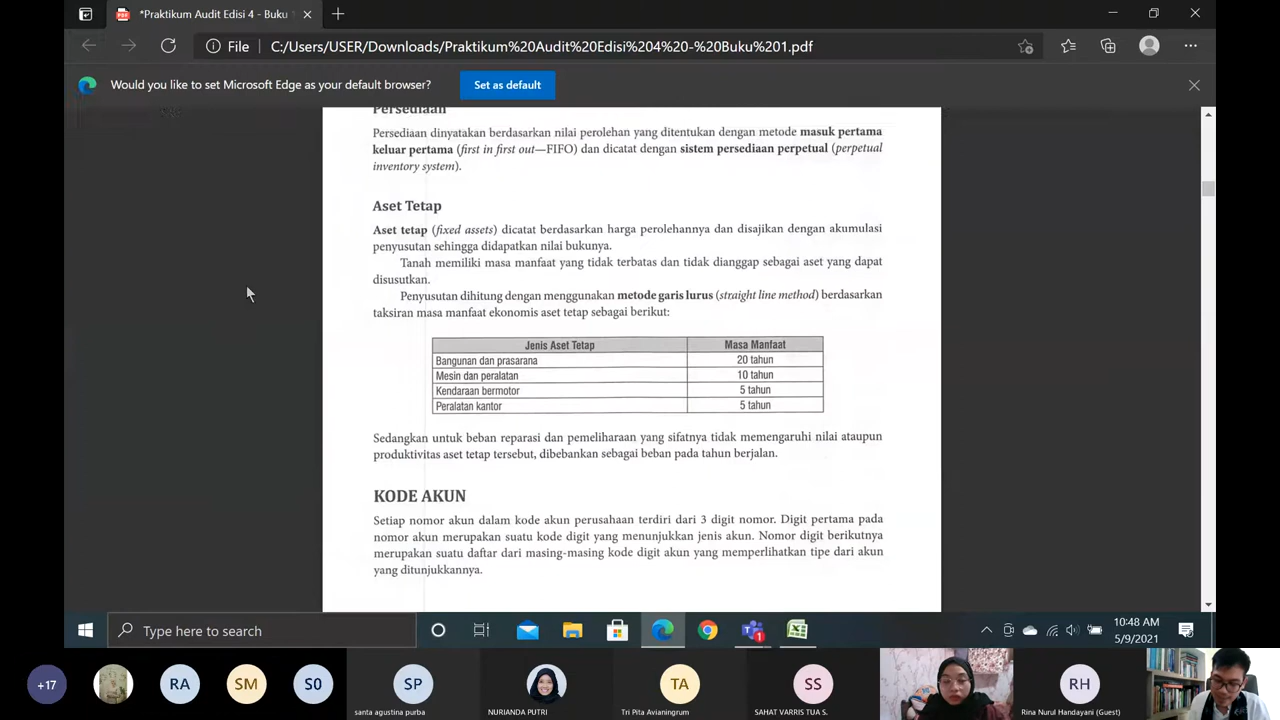 *Praktikum Audit Edisi 4 - Buku
File
C:/Users/USER/Downloads/Praktikum%20Audit%20Edisi%204%20-%20Buku%201.pdf
Would you like to set Microsoft Edge as your default browser?
Set as default
Persediaan
Persediaan dinyatakan berdasarkan nilai perolehan yang ditentukan dengan metode masuk pertama
keluar pertama (first in first out—FIFO) dan dicatat dengan sistem persediaan perpetual (perpetual
inventory system).
Aset Tetap
Aset tetap (fixed assets) dicatat berdasarkan harga perolehannya dan disajikan dengan akumulasi
penyusutan sehingga didapatkan nilai bukunya.
Tanah memiliki masa manfaat yang tidak terbatas dan tidak dianggap sebagai aset yang dapat
disusutkan.
Penyusutan dihitung dengan menggunakan metode garis lurus (straight line method) berdasarkan
taksiran masa manfaat ekonomis aset tetap sebagai berikut:
Jenis Aset Tetap Masa Manfaat
Bangunan dan prasarana 20 tahun
Mesin dan peralatan 10 tahun
Kendaraan bermotor 5 tahun
Peralatan kantor 5 tahun
Sedangkan untuk beban reparasi dan pemeliharaan yang sifatnya tidak memengaruhi nilai ataupun
produktivitas aset tetap tersebut, dibebankan sebagai beban pada tahun berjalan.
KODE AKUN
Setiap nomor akun dalam kode akun perusahaan terdiri dari 3 digit nomor. Digit pertama pada
nomor akun merupakan suatu kode digit yang menunjukkan jenis akun. Nomor digit berikutnya
merupakan suatu daftar dari masing-masing kode digit akun yang memperlihatkan tipe dari akun
yang ditunjukkannya.
Type here to search
1
10:48 AM
5/9/2021
+17
RA
SM
S0
SP
santa agustina purba
NURIANDA PUTRI
TA
Tri Pita Avianingrum
SS
SAHAT VARRIS TUA S.
RH
Rina Nurul Handayani (Guest)